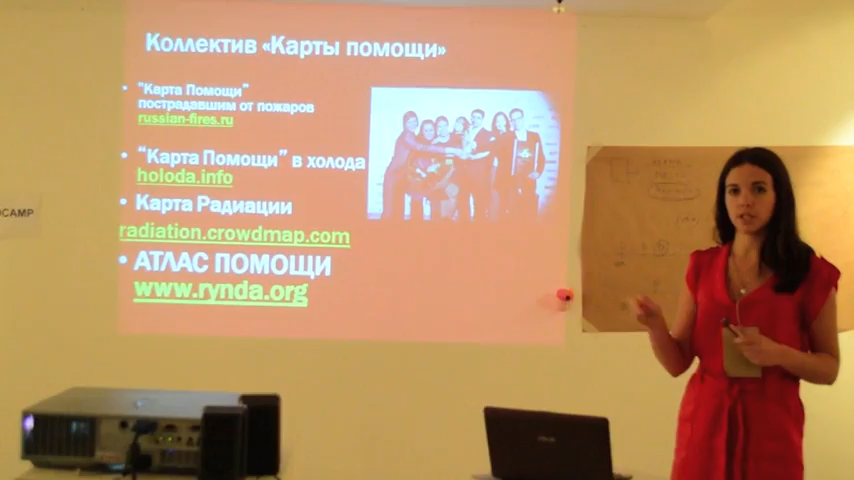 Коллектив «Карты помощи»
• "Карта Помощи"
пострадавшим от пожаров
russian-fires.ru
• "Карта Помощи" в холода
holoda.info
• Карта Радиации
radiation.crowdmap.com
• АТЛАС ПОМОЩИ
www.rynda.org